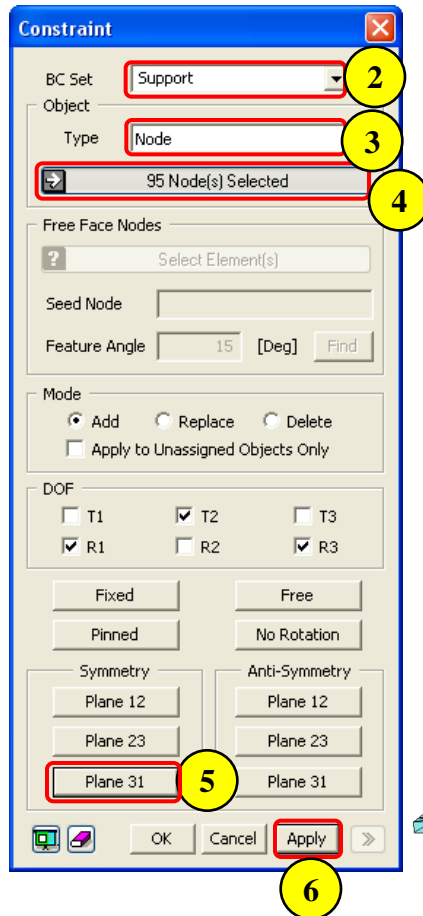 Constraint
BC Set Support 2
Object
Type Node 3
95 Node(s) Selected
4
Free Face Nodes
? Select Element(s)
Seed Node
Feature Angle 15 [Deg] Find
Mode
Add Replace Delete
Apply to Unassigned Objects Only
DOF
T1 T2 T3
R1 R2 R3
Fixed Free
Pinned No Rotation
Symmetry Anti-Symmetry
Plane 12 Plane 12
Plane 23 Plane 23
Plane 31 5 Plane 31
OK Cancel Apply >>
6